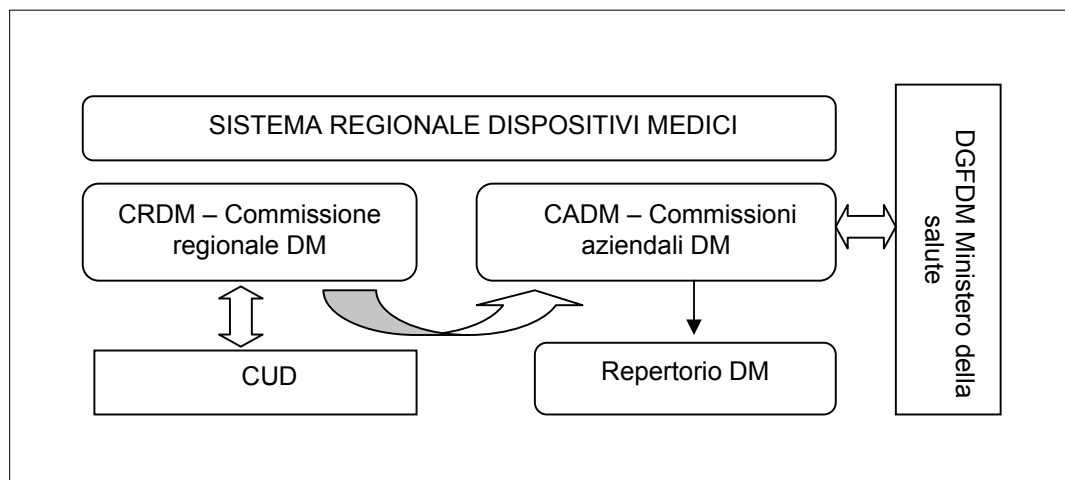 SISTEMA REGIONALE DISPOSITIVI MEDICI
CRDM – Commissione
regionale DM
CADM – Commissioni
aziendali DM
DGFDM Ministero della
salute
CUD
Repertorio DM